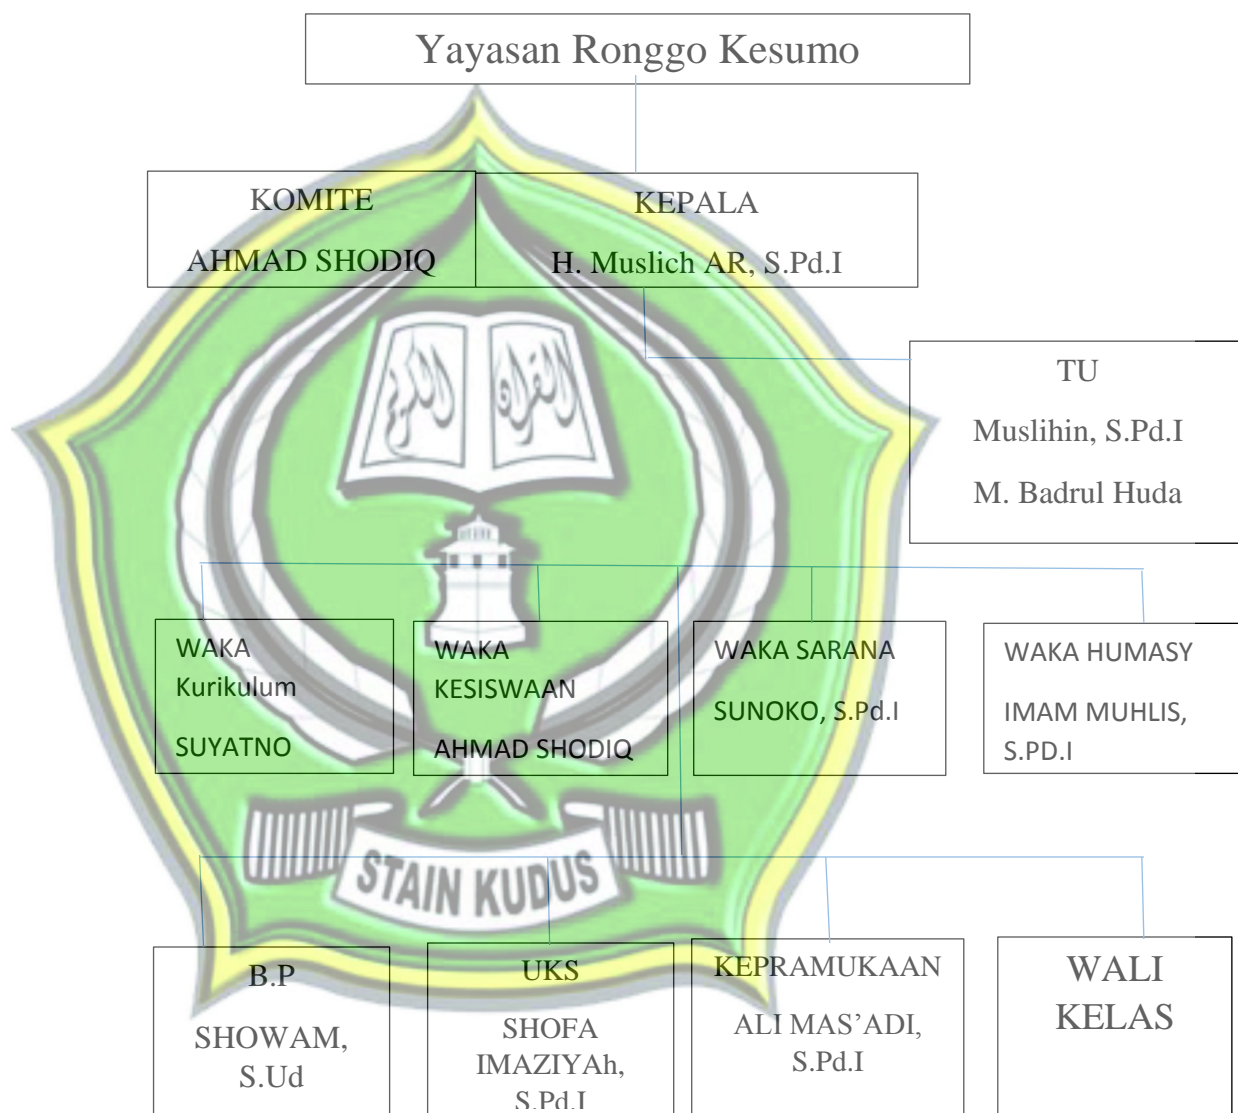 Yayasan Ronggo Kesumo
KOMITE
AHMAD SHODIQ
KEPALA
H. Muslich AR, S.Pd.I
القرآن
الكريم
TU
Muslihin, S.Pd.I
M. Badrul Huda
WAKA
Kurikulum
SUYATNO
WAKA
KESISWAAN
AHMAD SHODIQ
WAKA SARANA
SUNOKO, S.Pd.I
WAKA HUMASY
IMAM MUHLIS,
S.PD.I
STAIN KUDUS
B.P
SHOWAM,
S.Ud
UKS
SHOFA
IMAZIYAh,
S.Pd.I
KEPRAMUKAAN
ALI MAS’ADI,
S.Pd.I
WALI
KELAS